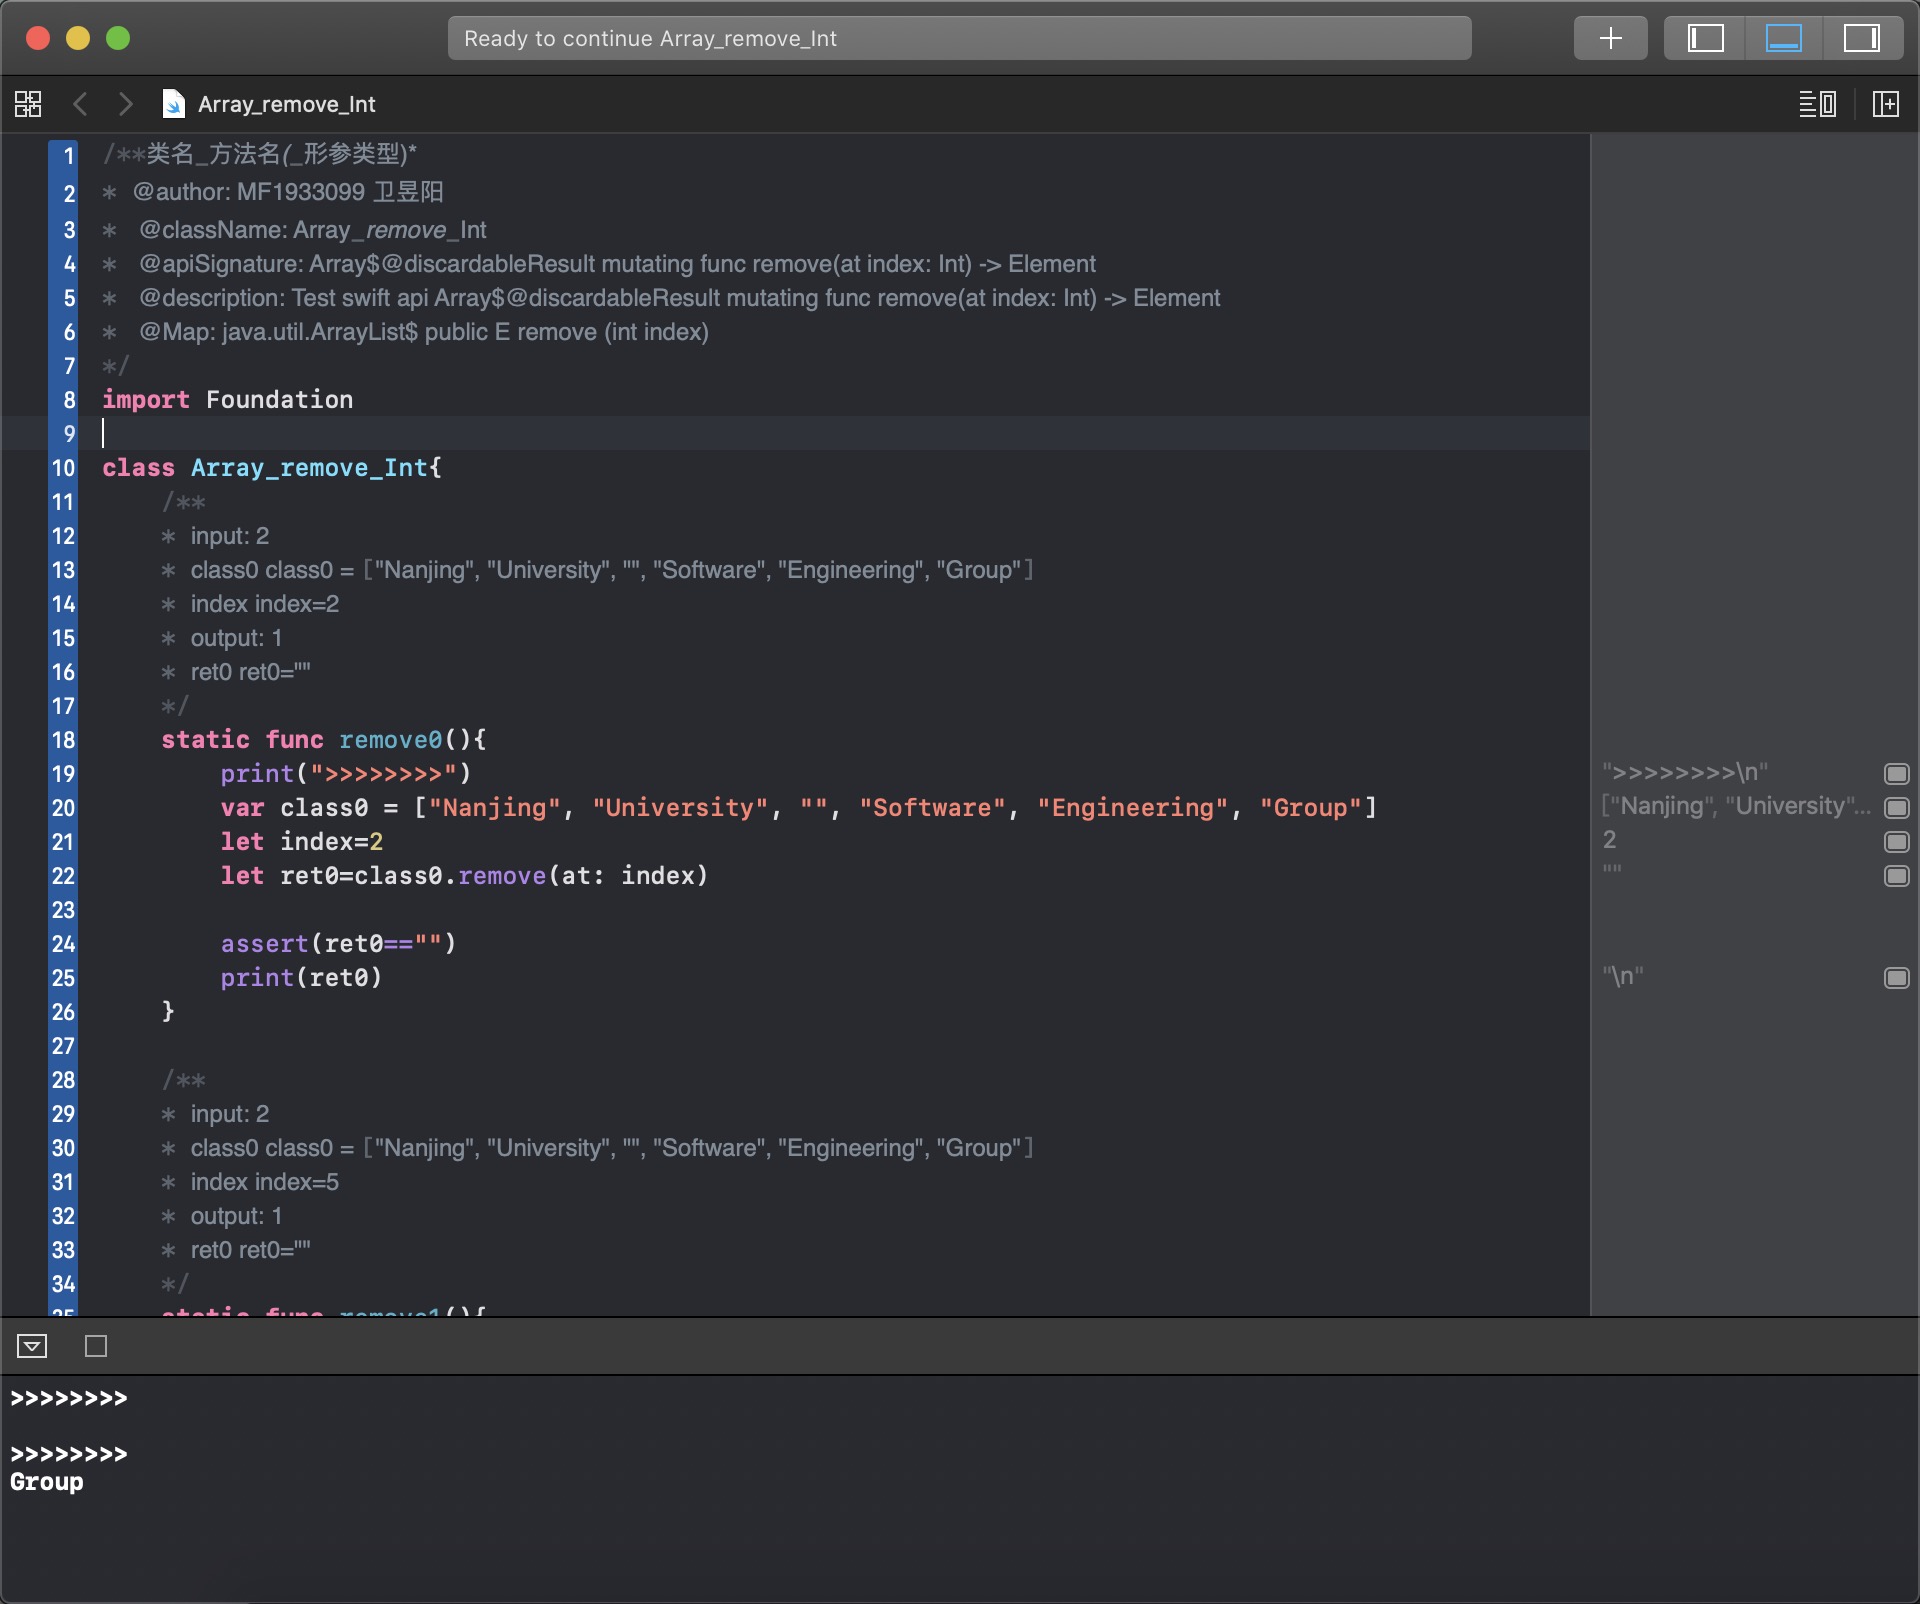 Ready to continue Array_remove_Int
Array_remove_Int
1 /**类名_方法名(_形参类型)*
2 * @author: MF1933099 卫昱阳
3 * @className: Array_remove_Int
4 * @apiSignature: Array$@discardableResult mutating func remove(at index: Int) -> Element
5 * @description: Test swift api Array$@discardableResult mutating func remove(at index: Int) -> Element
6 * @Map: java.util.ArrayList$ public E remove (int index)
7 */
8 import Foundation
9
10 class Array_remove_Int{
11 /**
12 * input: 2
13 * class0 class0 = ["Nanjing", "University", "", "Software", "Engineering", "Group"]
14 * index index=2
15 * output: 1
16 * ret0 ret0=""
17 */
18 static func remove0(){
19 print(">>>>>>>>") ">>>>>>>>\n"
20 var class0 = ["Nanjing", "University", "", "Software", "Engineering", "Group"] ["Nanjing", "University"...
21 let index=2 2
22 let ret0=class0.remove(at: index) ""
23
24 assert(ret0=="")
25 print(ret0) "\n"
26 }
27
28 /**
29 * input: 2
30 * class0 class0 = ["Nanjing", "University", "", "Software", "Engineering", "Group"]
31 * index index=5
32 * output: 1
33 * ret0 ret0=""
34 */
35 static func remove1(){
>>>>>>>>
>>>>>>>>
Group